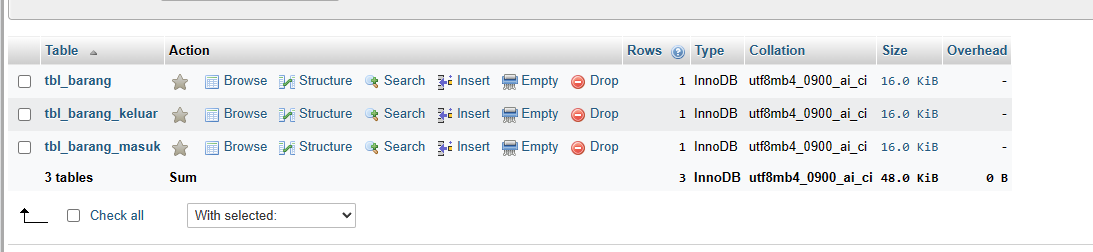 Table Action Rows Type Collation Size Overhead
tbl_barang Browse Structure Search Insert Empty Drop 1 InnoDB utf8mb4_0900_ai_ci 16.0 KiB -
tbl_barang_keluar Browse Structure Search Insert Empty Drop 1 InnoDB utf8mb4_0900_ai_ci 16.0 KiB -
tbl_barang_masuk Browse Structure Search Insert Empty Drop 1 InnoDB utf8mb4_0900_ai_ci 16.0 KiB -
3 tables Sum 3 InnoDB utf8mb4_0900_ai_ci 48.0 KiB 0 B
Check all With selected: